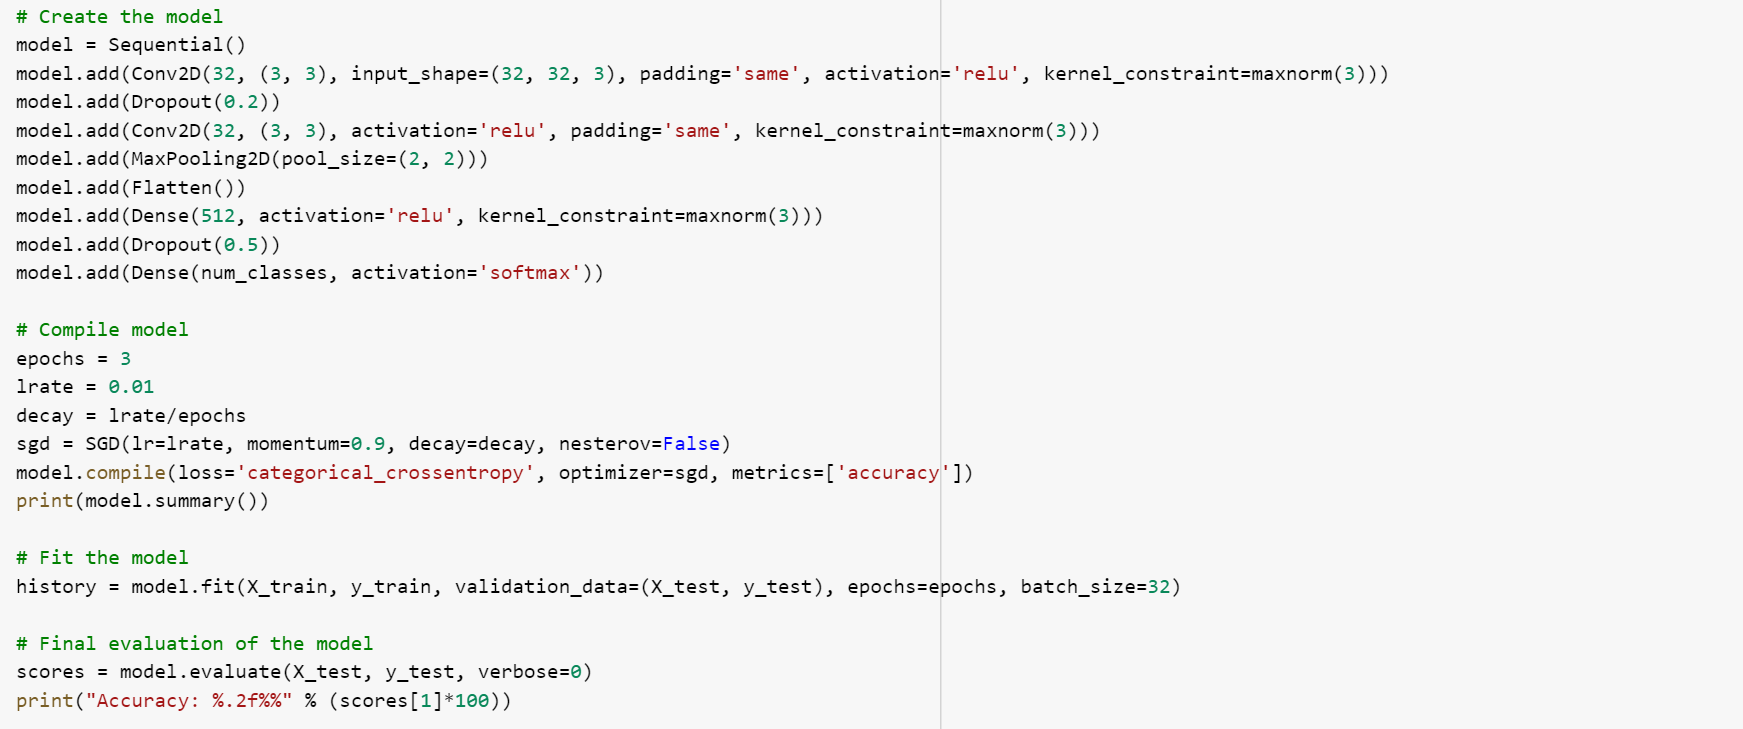 # Create the model
model = Sequential()
model.add(Conv2D(32, (3, 3), input_shape=(32, 32, 3), padding='same', activation='relu', kernel_constraint=maxnorm(3)))
model.add(Dropout(0.2))
model.add(Conv2D(32, (3, 3), activation='relu', padding='same', kernel_constraint=maxnorm(3)))
model.add(MaxPooling2D(pool_size=(2, 2)))
model.add(Flatten())
model.add(Dense(512, activation='relu', kernel_constraint=maxnorm(3)))
model.add(Dropout(0.5))
model.add(Dense(num_classes, activation='softmax'))

# Compile model
epochs = 3
lrate = 0.01
decay = lrate/epochs
sgd = SGD(lr=lrate, momentum=0.9, decay=decay, nesterov=False)
model.compile(loss='categorical_crossentropy', optimizer=sgd, metrics=['accuracy'])
print(model.summary())

# Fit the model
history = model.fit(X_train, y_train, validation_data=(X_test, y_test), epochs=epochs, batch_size=32)

# Final evaluation of the model
scores = model.evaluate(X_test, y_test, verbose=0)
print("Accuracy: %.2f%%" % (scores[1]*100))